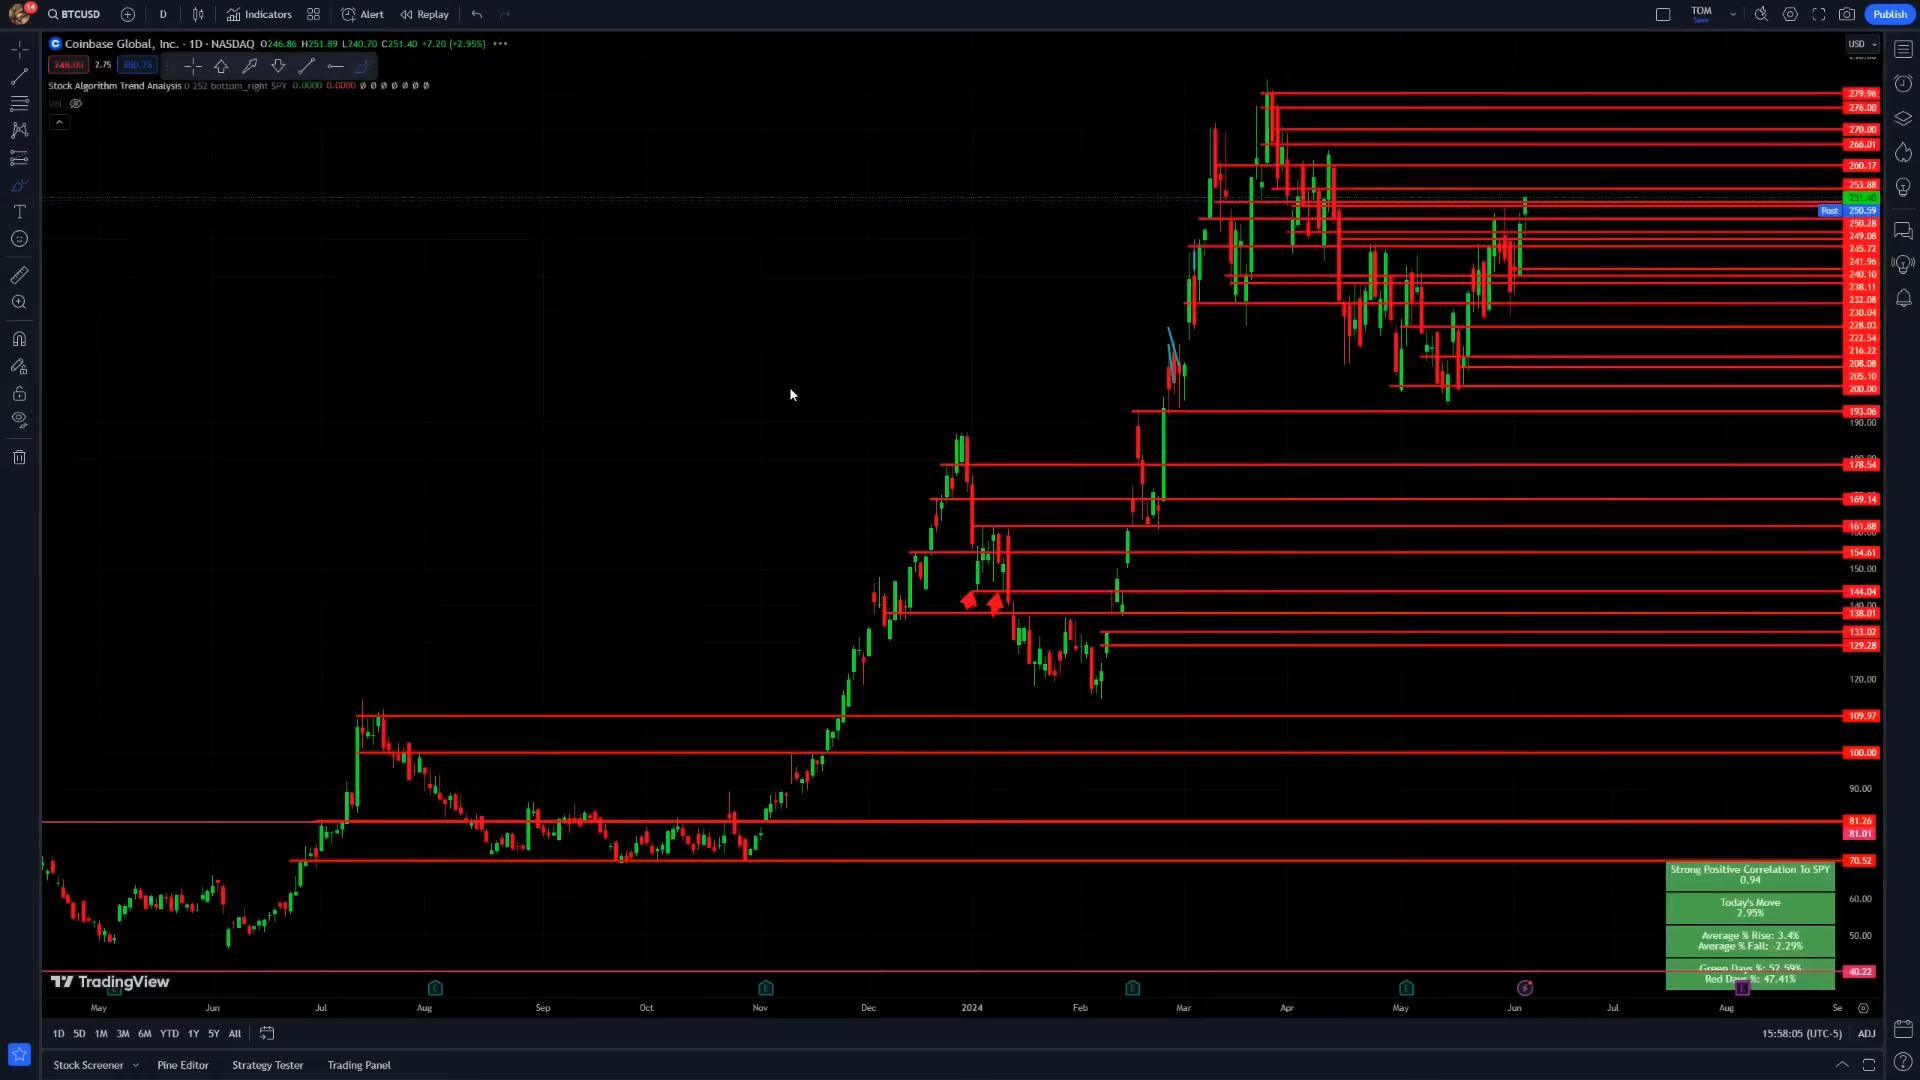 14
BTCUSD
D
Indicators
Alert
Replay
TOM
Save
Publish
Coinbase Global, Inc. · 1D · NASDAQ O246.86 H251.89 L240.70 C251.40 +7.20 (+2.95%)
USD
248.00 2.75 250.75
Stock Algorithm Trend Analysis 0 252 bottom_right SPY 0.0000 0.0000 Ø Ø Ø Ø Ø Ø Ø
Vol
279.96
276.00
270.00
266.01
260.17
253.88
251.40
Post 250.59
250.28
249.08
245.72
241.96
240.10
238.11
232.08
230.04
228.03
222.54
216.22
208.08
205.10
200.00
193.06
190.00
178.54
169.14
161.88
160.00
154.61
150.00
144.04
140.00
138.01
133.02
129.28
120.00
109.97
100.00
90.00
81.26
81.01
70.52
60.00
50.00
40.22
Strong Positive Correlation To SPY
0.94
Today's Move
2.95%
Average % Rise: 3.4%
Average % Fall: -2.29%
Green Days %: 52.59%
Red Days %: 47.41%
TradingView
E E E E E
May Jun Jul Aug Sep Oct Nov Dec 2024 Feb Mar Apr May Jun Jul Aug Se
1D 5D 1M 3M 6M YTD 1Y 5Y All
15:58:05 (UTC-5) ADJ
Stock Screener Pine Editor Strategy Tester Trading Panel